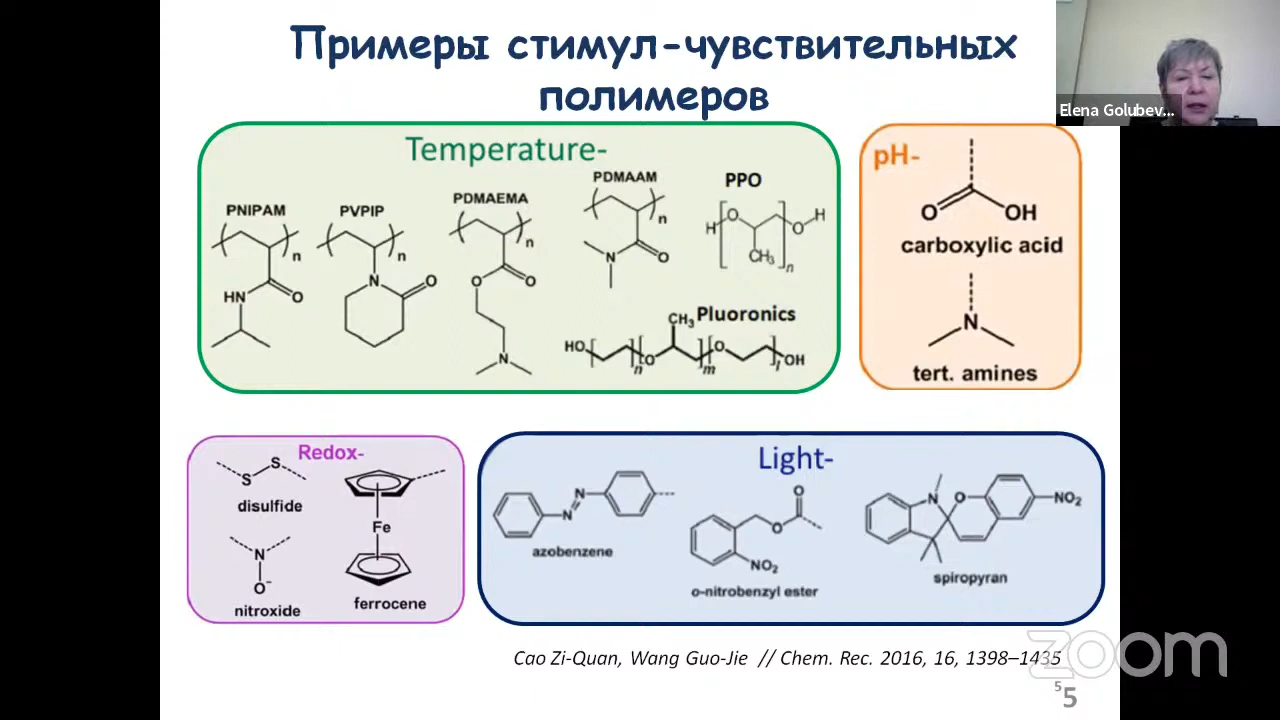 Примеры стимул-чувствительных
полимеров
Elena Golubev...
Temperature-
PNIPAM
n
HN
O
PVPIP
n
N
O
PDMAEMA
n
O
O
N
PDMAAM
n
N
O
PPO
H
O
CH₃
n
O
H
Pluoronics
CH₃
HO
n
O
m
O
l
OH
pH-
O
OH
carboxylic acid
N
tert. amines
Redox-
S
S
disulfide
N
O⁻
nitroxide
Fe
ferrocene
Light-
N
N
azobenzene
O
O
NO₂
o-nitrobenzyl ester
N
O
NO₂
spiropyran
Cao Zi-Quan, Wang Guo-Jie // Chem. Rec. 2016, 16, 1398–1435
zoom
5
5